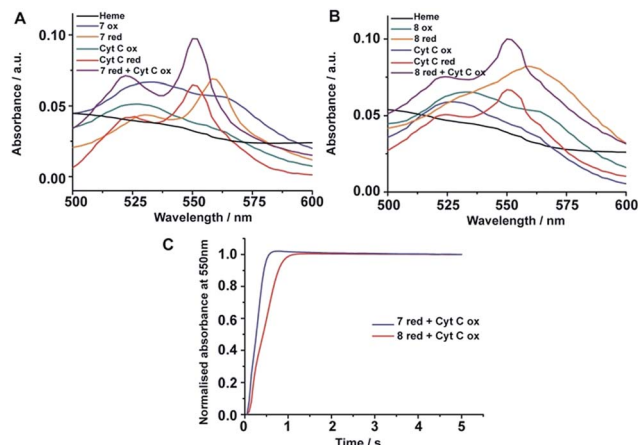 A
Heme
7 ox
7 red
Cyt C ox
Cyt C red
7 red + Cyt C ox
0.10
0.05
0.00
Absorbance / a.u.
500 525 550 575 600
Wavelength / nm
B
Heme
8 ox
8 red
Cyt C ox
Cyt C red
8 red + Cyt C ox
0.10
0.05
0.00
Absorbance / a.u.
500 525 550 575 600
Wavelength / nm
C
1.0
0.8
0.6
0.4
0.2
0.0
Normalised absorbance at 550nm
7 red + Cyt C ox
8 red + Cyt C ox
0 1 2 3 4 5
Time / s